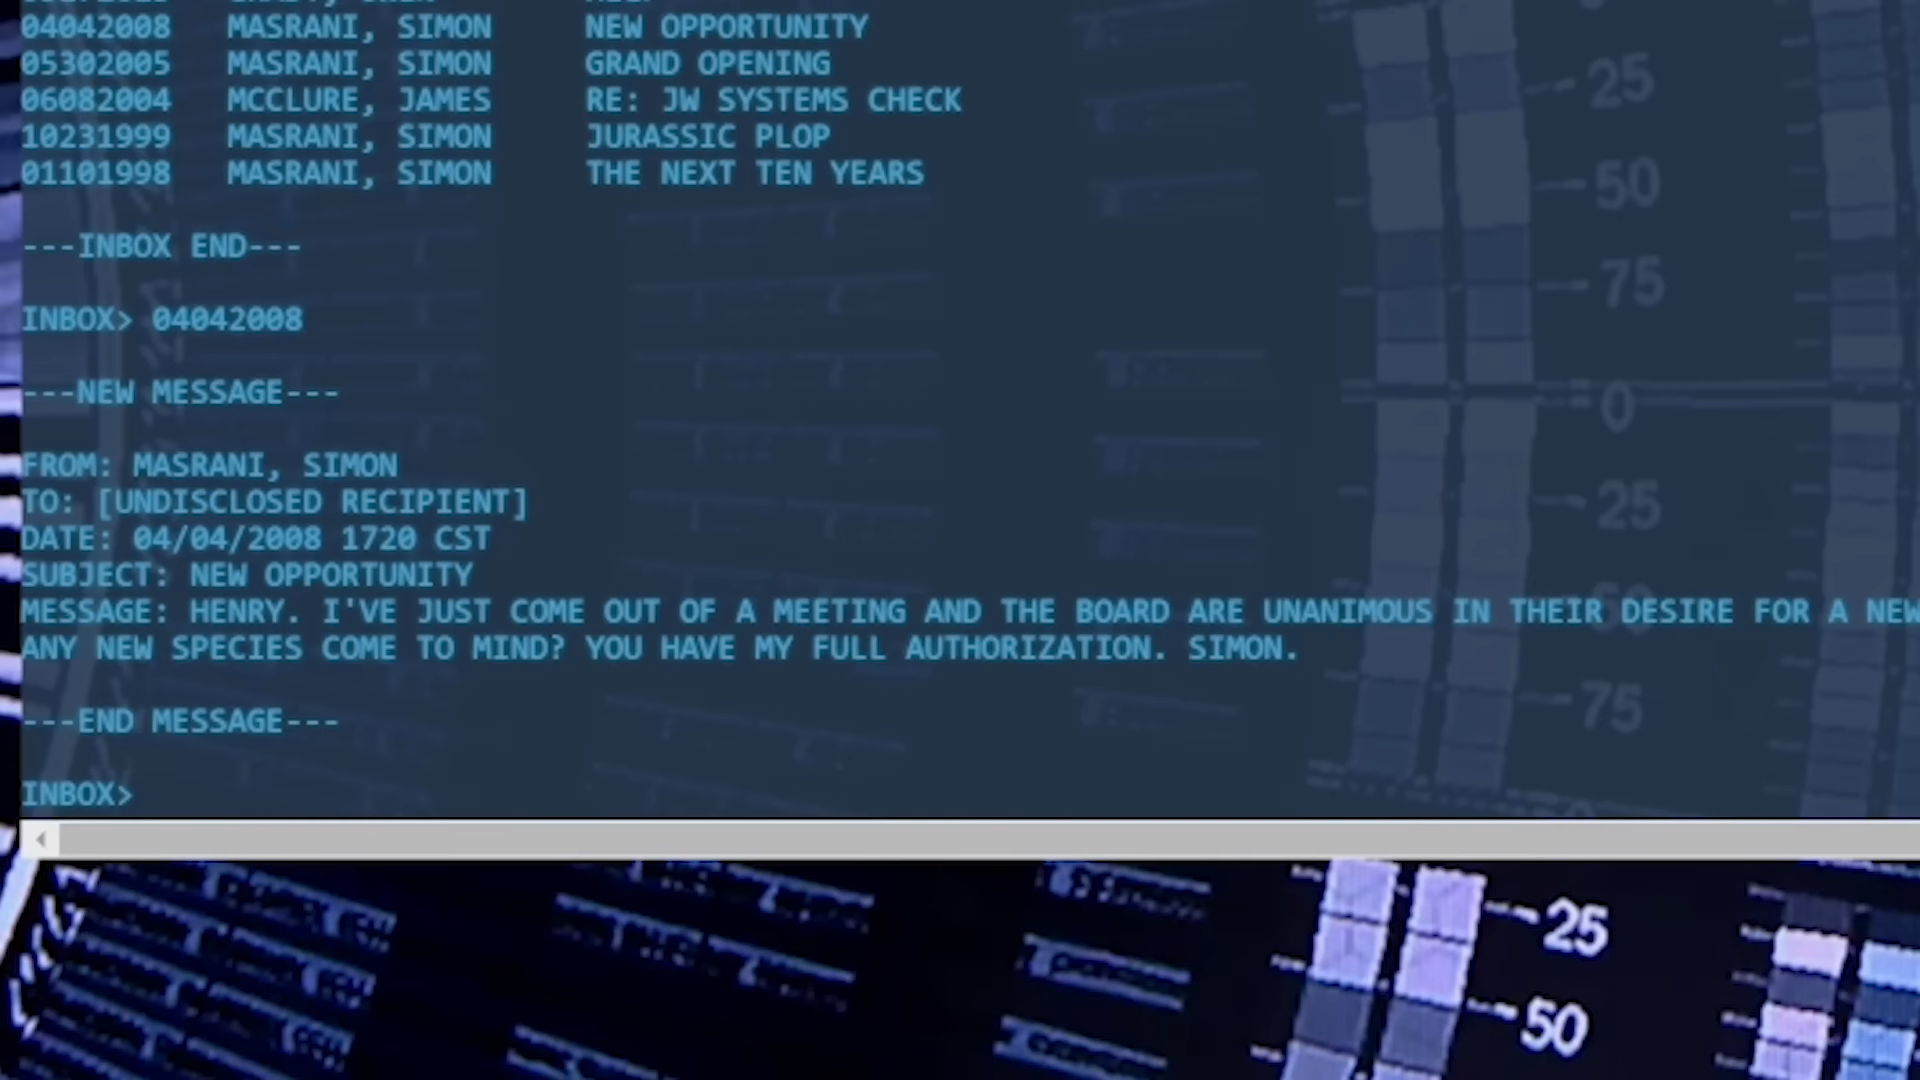 04042008 MASRANI, SIMON NEW OPPORTUNITY
05302005 MASRANI, SIMON GRAND OPENING
06082004 MCCLURE, JAMES RE: JW SYSTEMS CHECK
10231999 MASRANI, SIMON JURASSIC PLOP
01101998 MASRANI, SIMON THE NEXT TEN YEARS
---INBOX END---
INBOX> 04042008
---NEW MESSAGE---
FROM: MASRANI, SIMON
TO: [UNDISCLOSED RECIPIENT]
DATE: 04/04/2008 1720 CST
SUBJECT: NEW OPPORTUNITY
MESSAGE: HENRY. I'VE JUST COME OUT OF A MEETING AND THE BOARD ARE UNANIMOUS IN THEIR DESIRE FOR A NEW
ANY NEW SPECIES COME TO MIND? YOU HAVE MY FULL AUTHORIZATION. SIMON.
---END MESSAGE---
INBOX>
25
50
75
0
25
50
75
25
50